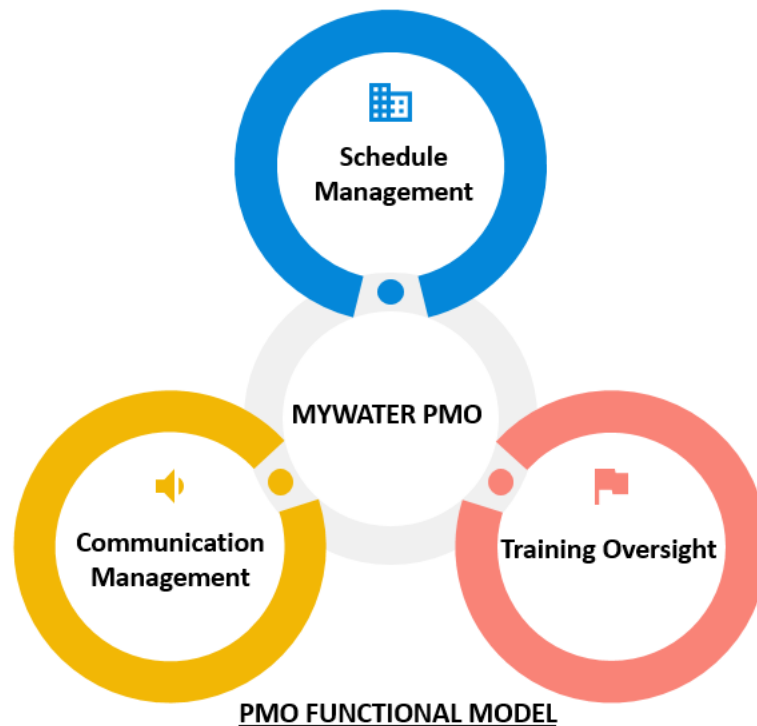 Schedule
Management
MYWATER PMO
Communication
Management
Training Oversight
PMO FUNCTIONAL MODEL